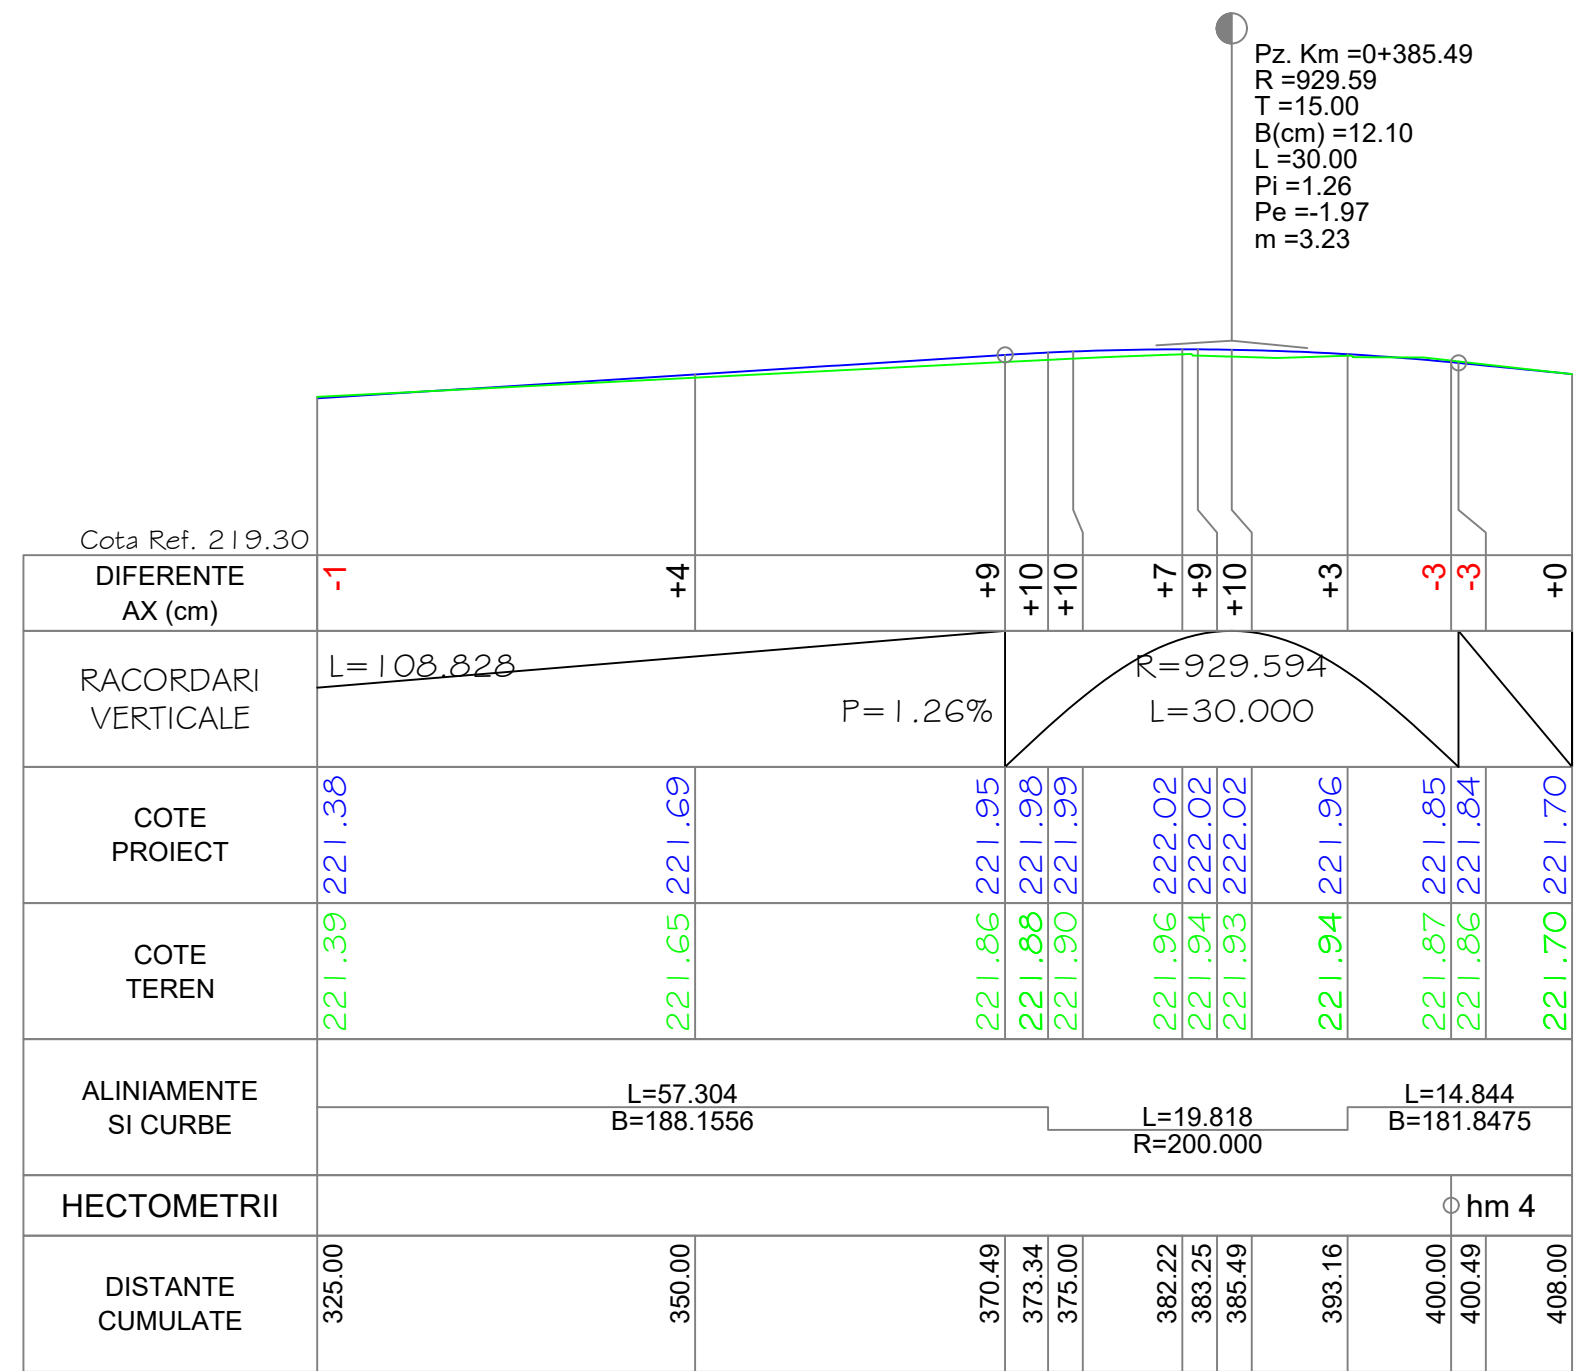 Pz. Km =0+385.49
R =929.59
T =15.00
B(cm) =12.10
L =30.00
Pi =1.26
Pe =-1.97
m =3.23
Cota Ref. 219.30
DIFERENTE
AX (cm)
-1
+4
+9
+10
+10
+7
+9
+10
+3
-3
-3
+0
RACORDARI
VERTICALE
L=108.828
P=1.26%
R=929.594
L=30.000
COTE
PROIECT
221.38
221.69
221.95
221.98
221.99
222.02
222.02
222.02
221.96
221.85
221.84
221.70
COTE
TEREN
221.39
221.65
221.86
221.88
221.90
221.96
221.94
221.93
221.94
221.87
221.86
221.70
ALINIAMENTE
SI CURBE
L=57.304
B=188.1556
L=19.818
R=200.000
L=14.844
B=181.8475
HECTOMETRII
hm 4
DISTANTE
CUMULATE
325.00
350.00
370.49
373.34
375.00
382.22
383.25
385.49
393.16
400.00
400.49
408.00